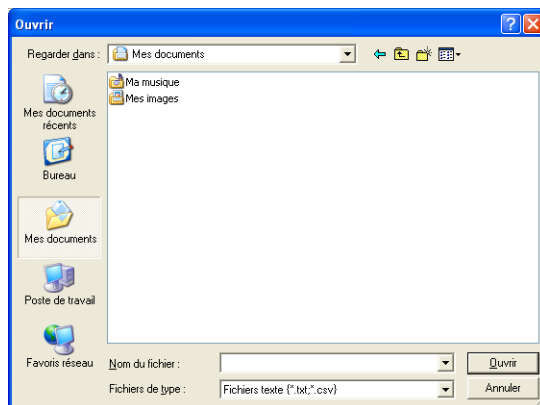 Ouvrir
Regarder dans :
Mes documents
Ma musique
Mes images
Mes documents
récents
Bureau
Mes documents
Poste de travail
Favoris réseau
Nom du fichier :
Ouvrir
Fichiers de type :
Fichiers texte {*.txt;*.csv}
Annuler